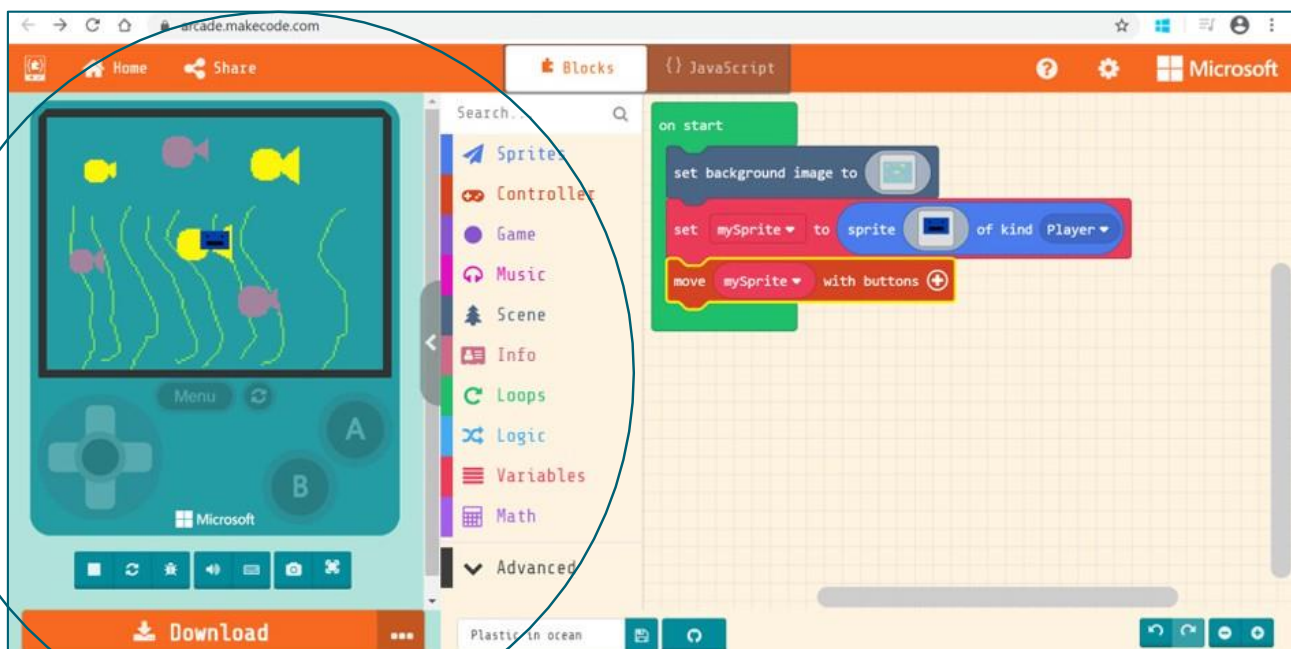 arcade.makecode.com
Home
Share
Blocks
{} JavaScript
Microsoft
Menu
A
B
Microsoft
Download
Search...
Sprites
Controller
Game
Music
Scene
Info
Loops
Logic
Variables
Math
Advanced
on start
set background image to
set mySprite to sprite of kind Player
move mySprite with buttons
Plastic in ocean